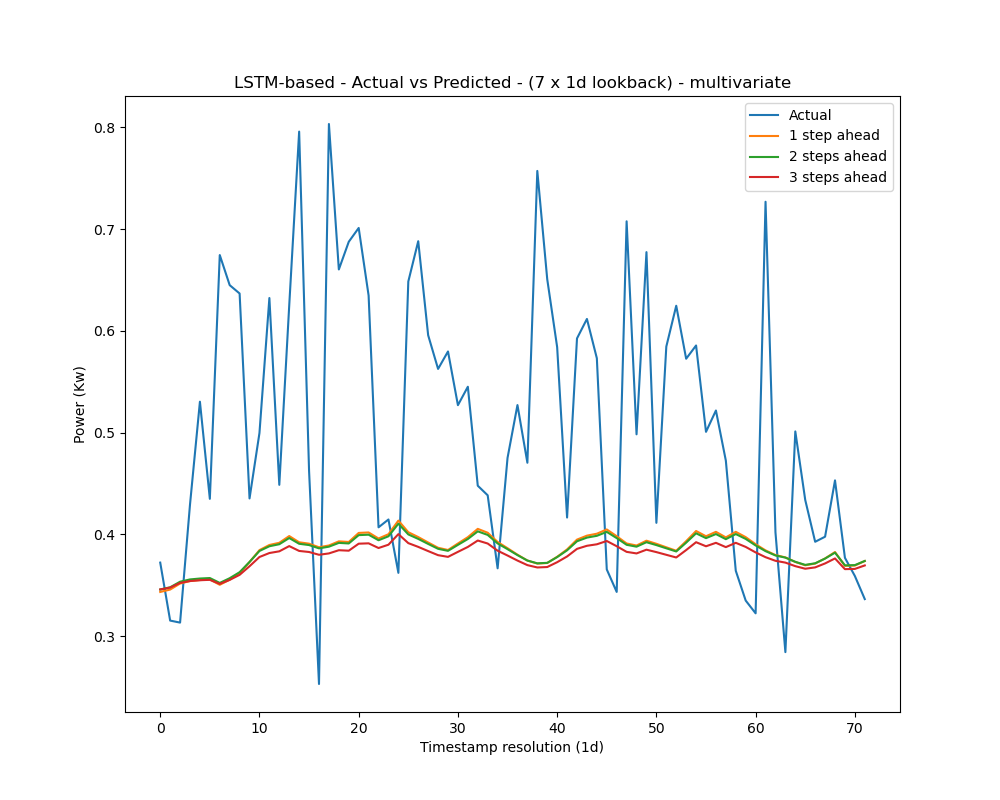 LSTM-based - Actual vs Predicted - (7 x 1d lookback) - multivariate
Actual
1 step ahead
2 steps ahead
3 steps ahead
0.8
0.7
0.6
0.5
0.4
0.3
Power (Kw)
0 10 20 30 40 50 60 70
Timestamp resolution (1d)